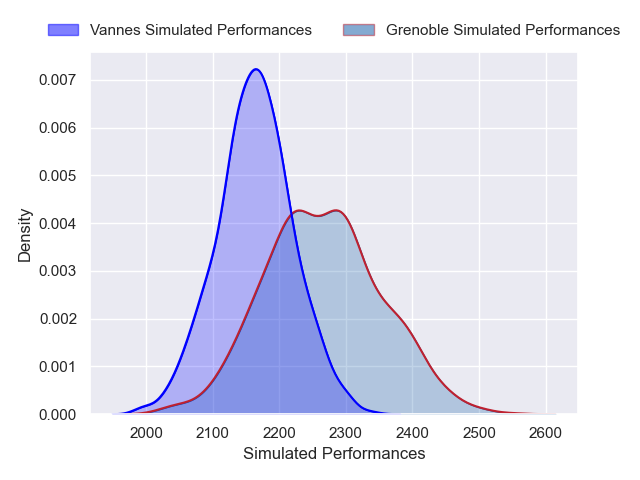 Vannes Simulated Performances Grenoble Simulated Performances
0.007
0.006
0.005
0.004
0.003
0.002
0.001
0.000
Density
2000 2100 2200 2300 2400 2500 2600
Simulated Performances